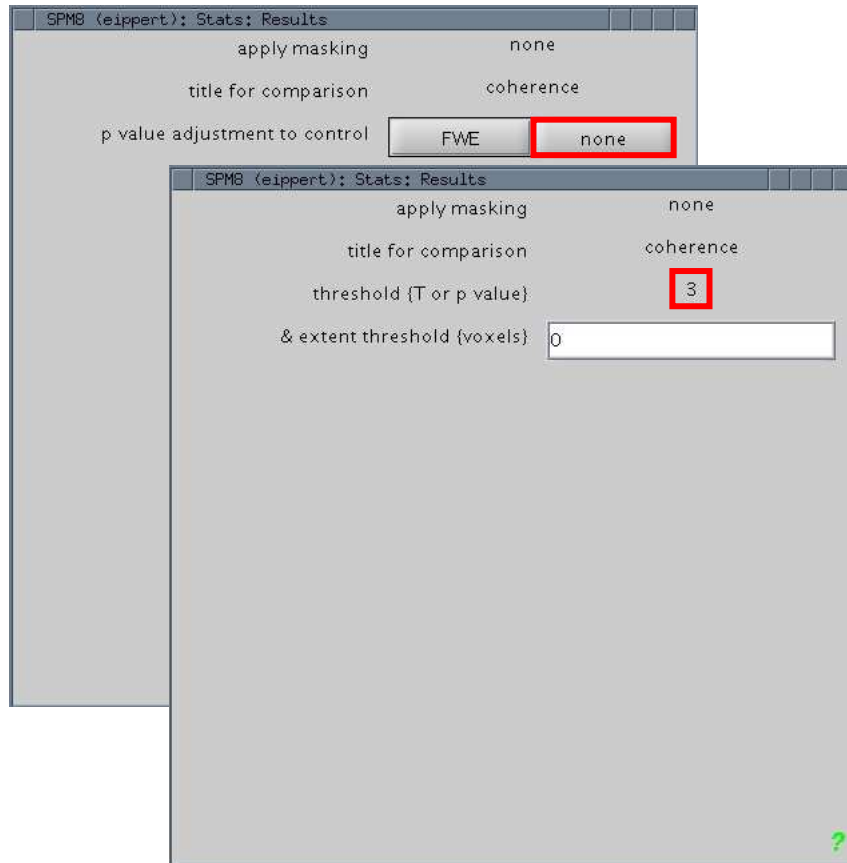 SPM8 (eippert): Stats: Results
apply masking none
title for comparison coherence
p value adjustment to control FWE none
SPM8 (eippert): Stats: Results
apply masking none
title for comparison coherence
threshold {T or p value} 3
& extent threshold {voxels} 0
?